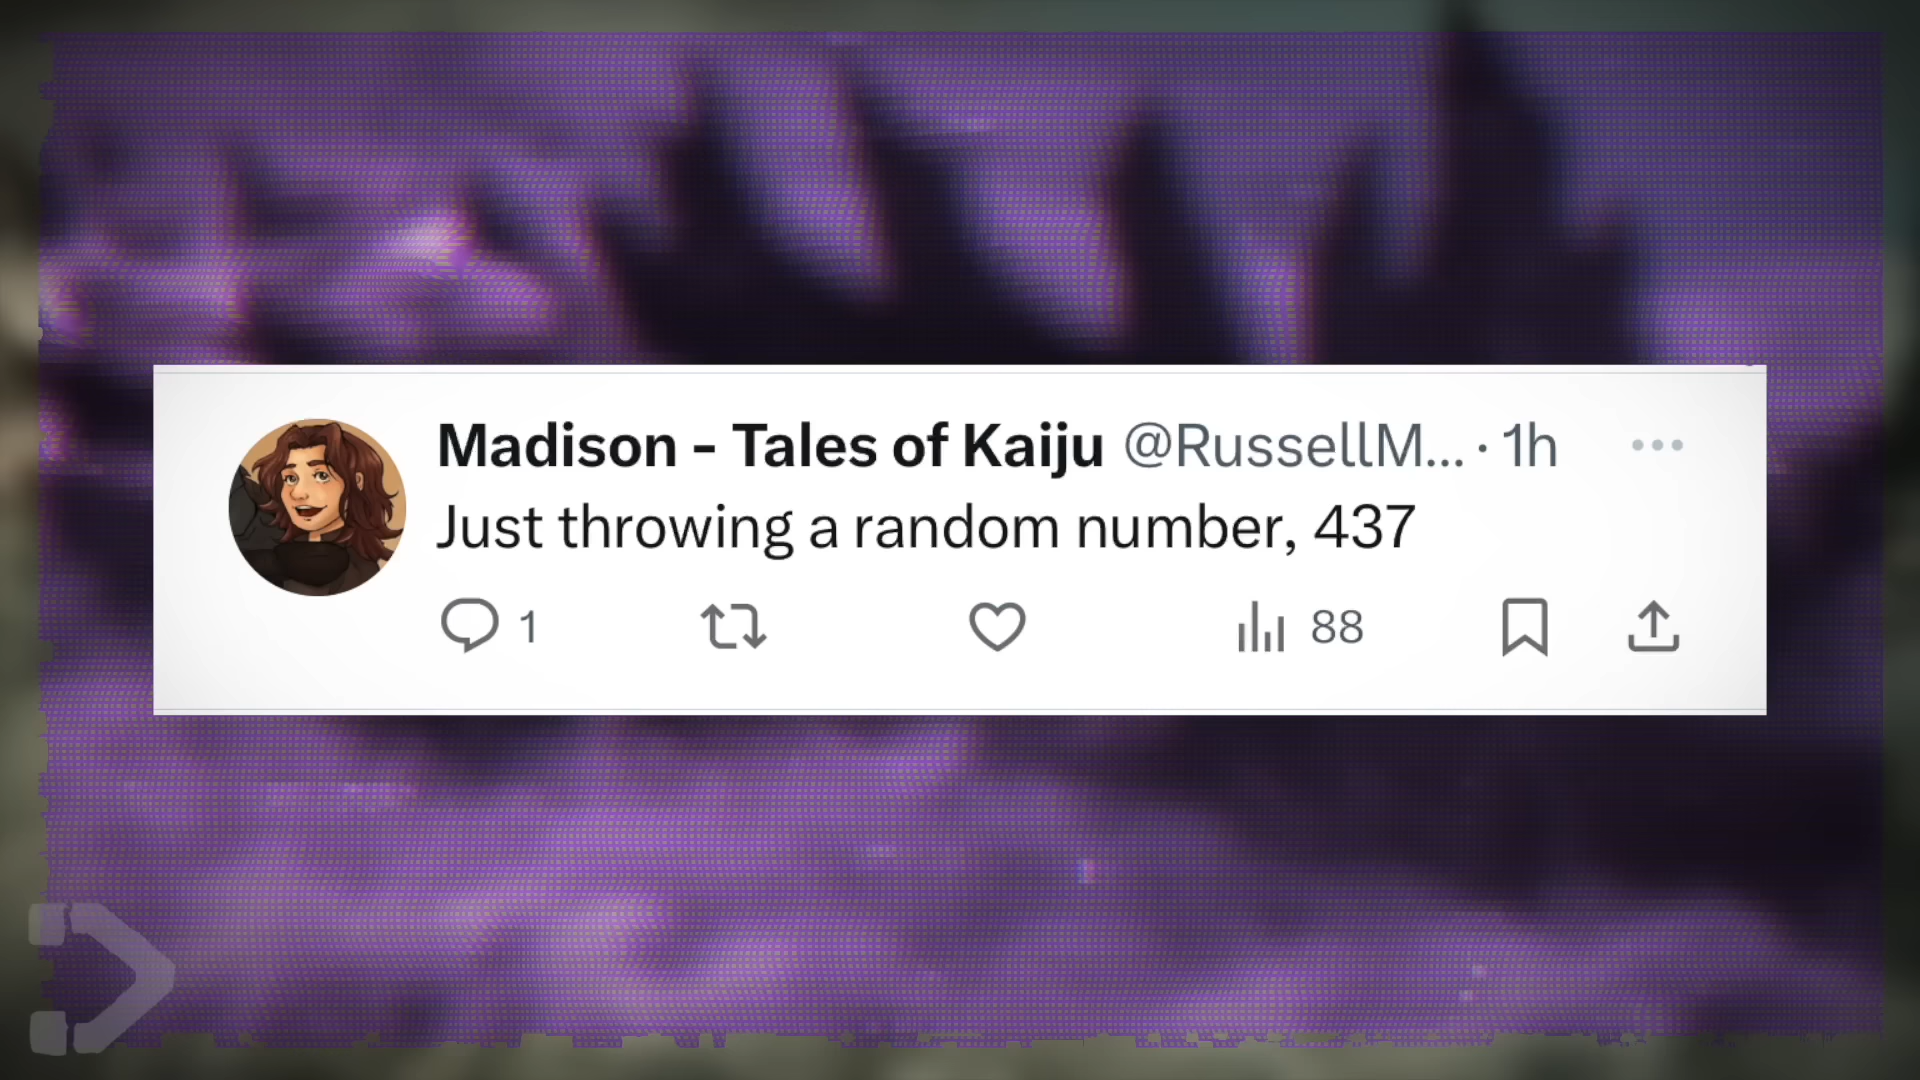 Madison - Tales of Kaiju @RussellM... · 1h
Just throwing a random number, 437
1 88